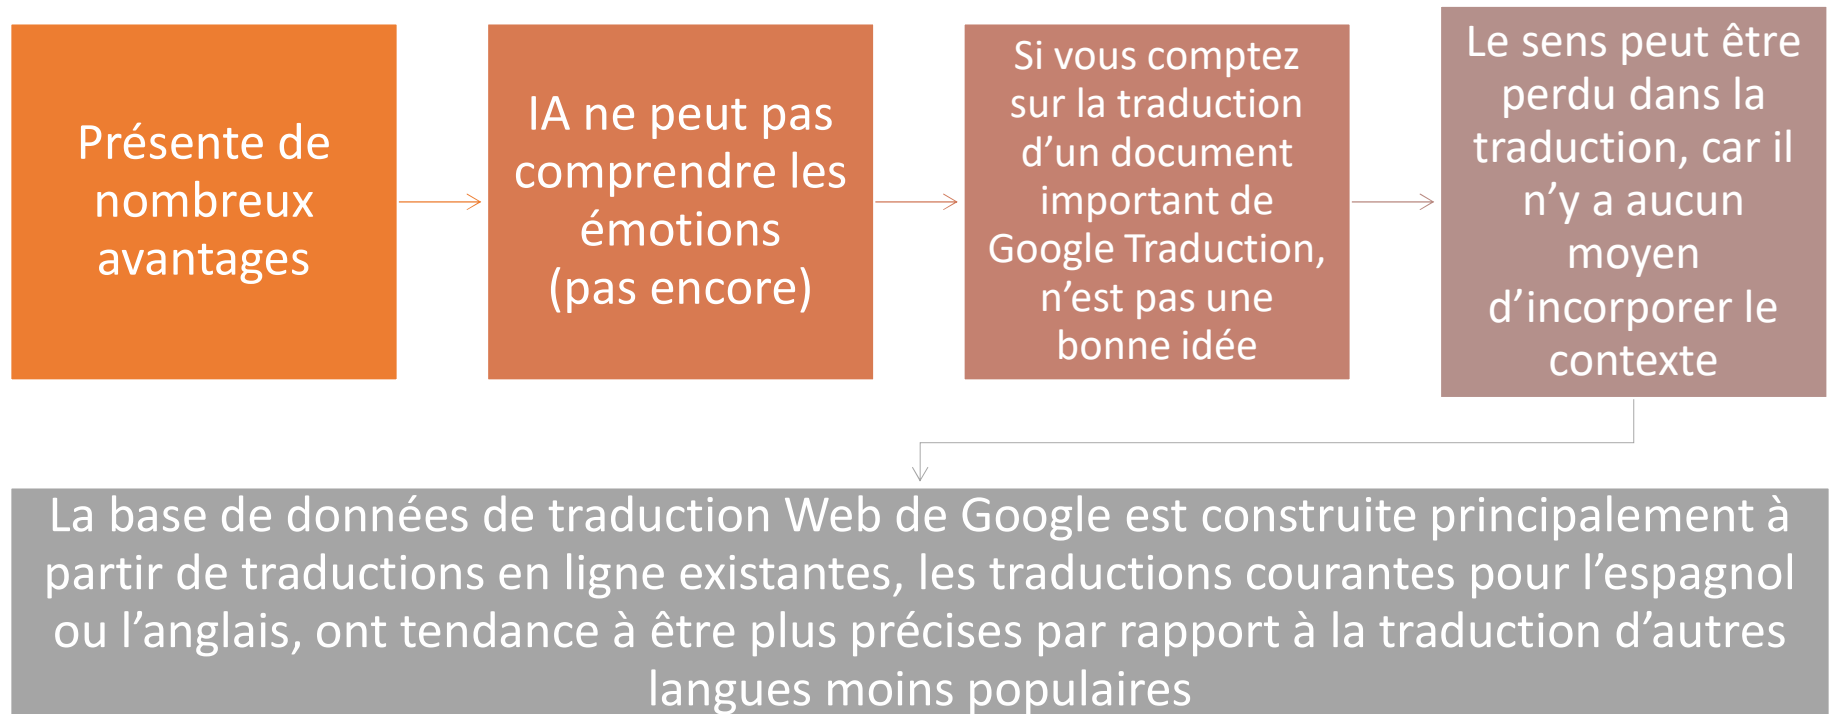 Présente de
nombreux
avantages
IA ne peut pas
comprendre les
émotions
(pas encore)
Si vous comptez
sur la traduction
d’un document
important de
Google Traduction,
n’est pas une
bonne idée
Le sens peut être
perdu dans la
traduction, car il
n’y a aucun
moyen
d’incorporer le
contexte
La base de données de traduction Web de Google est construite principalement à
partir de traductions en ligne existantes, les traductions courantes pour l’espagnol
ou l’anglais, ont tendance à être plus précises par rapport à la traduction d’autres
langues moins populaires